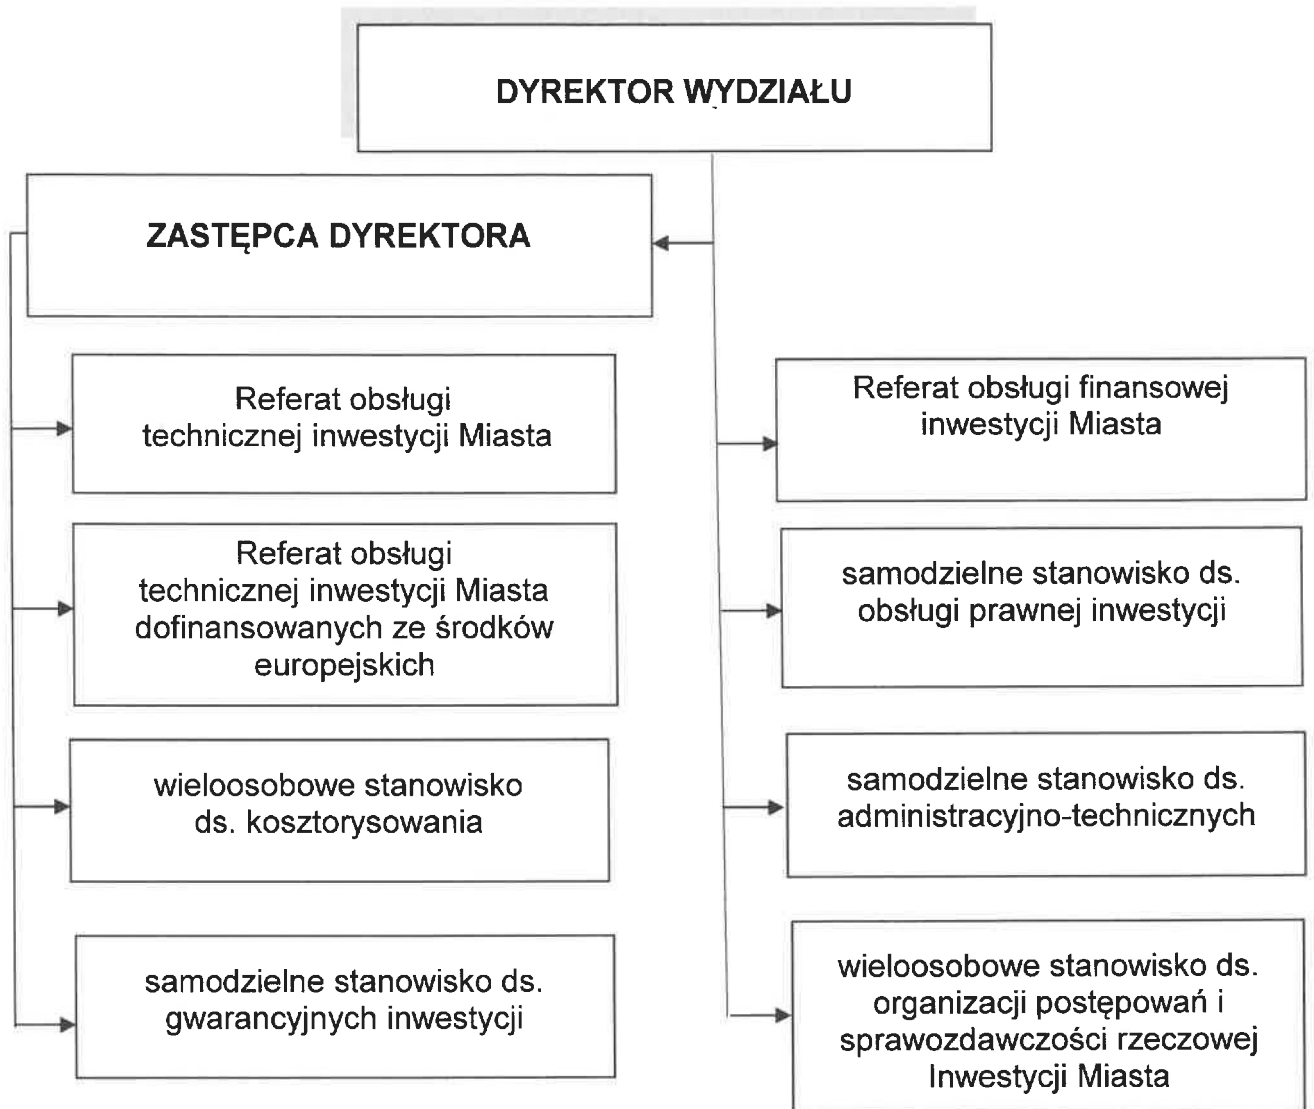 DYREKTOR WYDZIAŁU
ZASTĘPCA DYREKTORA
Referat obsługi
technicznej inwestycji Miasta
Referat obsługi
technicznej inwestycji Miasta
dofinansowanych ze środków
europejskich
wieloosobowe stanowisko
ds. kosztorysowania
samodzielne stanowisko ds.
gwarancyjnych inwestycji
Referat obsługi finansowej
inwestycji Miasta
samodzielne stanowisko ds.
obsługi prawnej inwestycji
samodzielne stanowisko ds.
administracyjno-technicznych
wieloosobowe stanowisko ds.
organizacji postępowań i
sprawozdawczości rzeczowej
Inwestycji Miasta